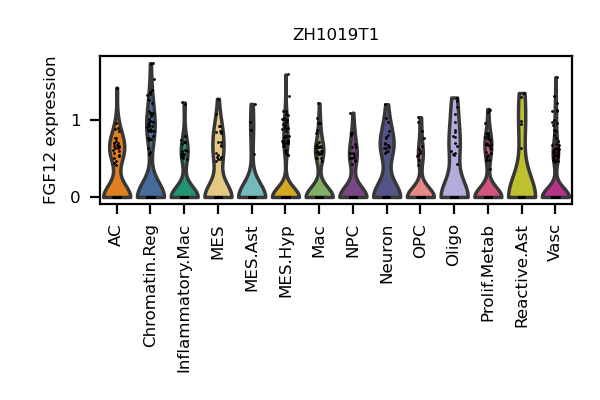 ZH1019T1
FGF12 expression
1
0
AC
Chromatin.Reg
Inflammatory.Mac
MES
MES.Ast
MES.Hyp
Mac
NPC
Neuron
OPC
Oligo
Prolif.Metab
Reactive.Ast
Vasc